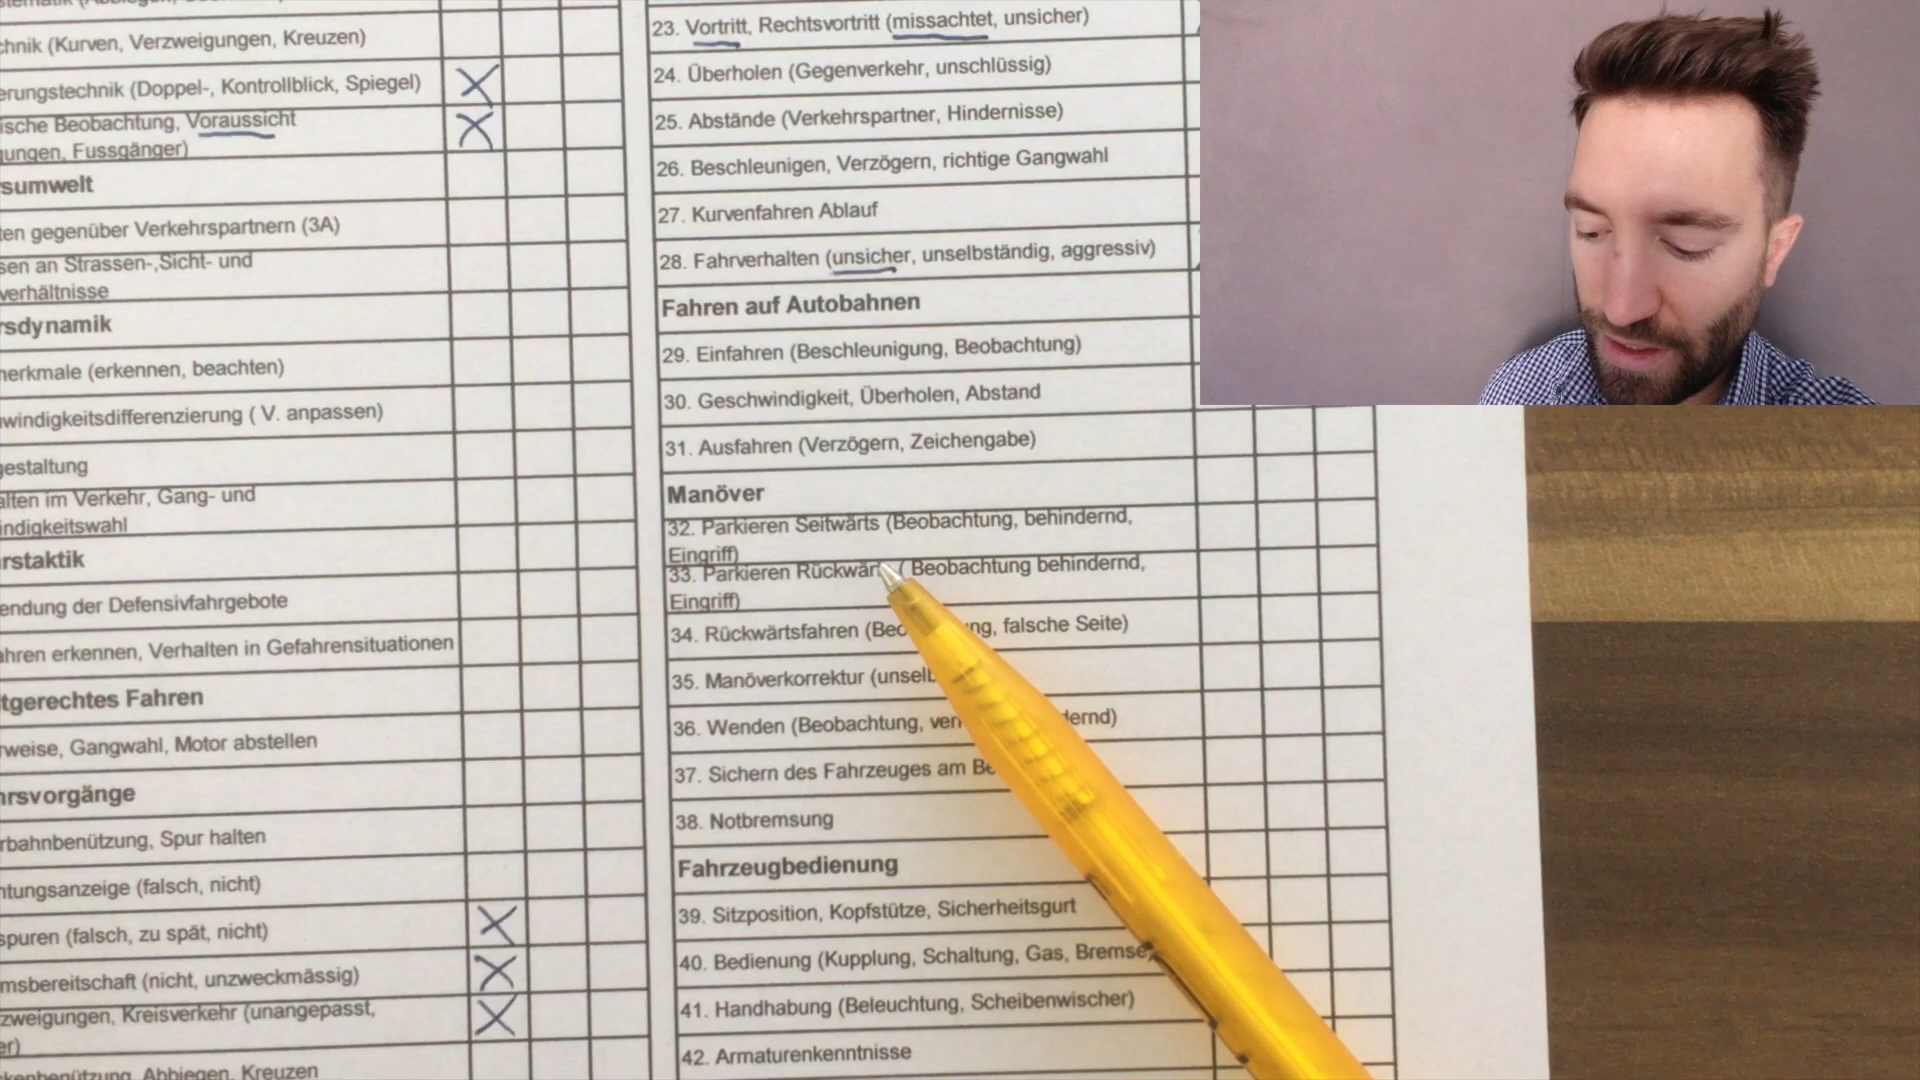 chnik (Kurven, Verzweigungen, Kreuzen)
erungstechnik (Doppel-, Kontrollblick, Spiegel)
ische Beobachtung, Voraussicht
gungen, Fussgänger)
sumwelt
ten gegenüber Verkehrspartnern (3A)
sen an Strassen-,Sicht- und
verhältnisse
rsdynamik
merkmale (erkennen, beachten)
windigkeitsdifferenzierung ( V. anpassen)
gestaltung
alten im Verkehr, Gang- und
indigkeitswahl
rstaktik
endung der Defensivfahrgebote
ahren erkennen, Verhalten in Gefahrensituationen
tgerechtes Fahren
rweise, Gangwahl, Motor abstellen
hrsvorgänge
rbahnbenützung, Spur halten
htungsanzeige (falsch, nicht)
spuren (falsch, zu spät, nicht)
msbereitschaft (nicht, unzweckmässig)
zweigungen, Kreisverkehr (unangepasst,
er)
kenbenützung, Abbiegen, Kreuzen
23. Vortritt, Rechtsvortritt (missachtet, unsicher)
24. Überholen (Gegenverkehr, unschlüssig)
25. Abstände (Verkehrspartner, Hindernisse)
26. Beschleunigen, Verzögern, richtige Gangwahl
27. Kurvenfahren Ablauf
28. Fahrverhalten (unsicher, unselbständig, aggressiv)
Fahren auf Autobahnen
29. Einfahren (Beschleunigung, Beobachtung)
30. Geschwindigkeit, Überholen, Abstand
31. Ausfahren (Verzögern, Zeichengabe)
Manöver
32. Parkieren Seitwärts (Beobachtung, behindernd,
Eingriff)
33. Parkieren Rückwär ( Beobachtung behindernd,
Eingriff)
34. Rückwärtsfahren (Beo ng, falsche Seite)
35. Manöverkorrektur (unselb
36. Wenden (Beobachtung, ver dernd)
37. Sichern des Fahrzeuges am Be
38. Notbremsung
Fahrzeugbedienung
39. Sitzposition, Kopfstütze, Sicherheitsgurt
40. Bedienung (Kupplung, Schaltung, Gas, Bremse,
41. Handhabung (Beleuchtung, Scheibenwischer)
42. Armaturenkenntnisse